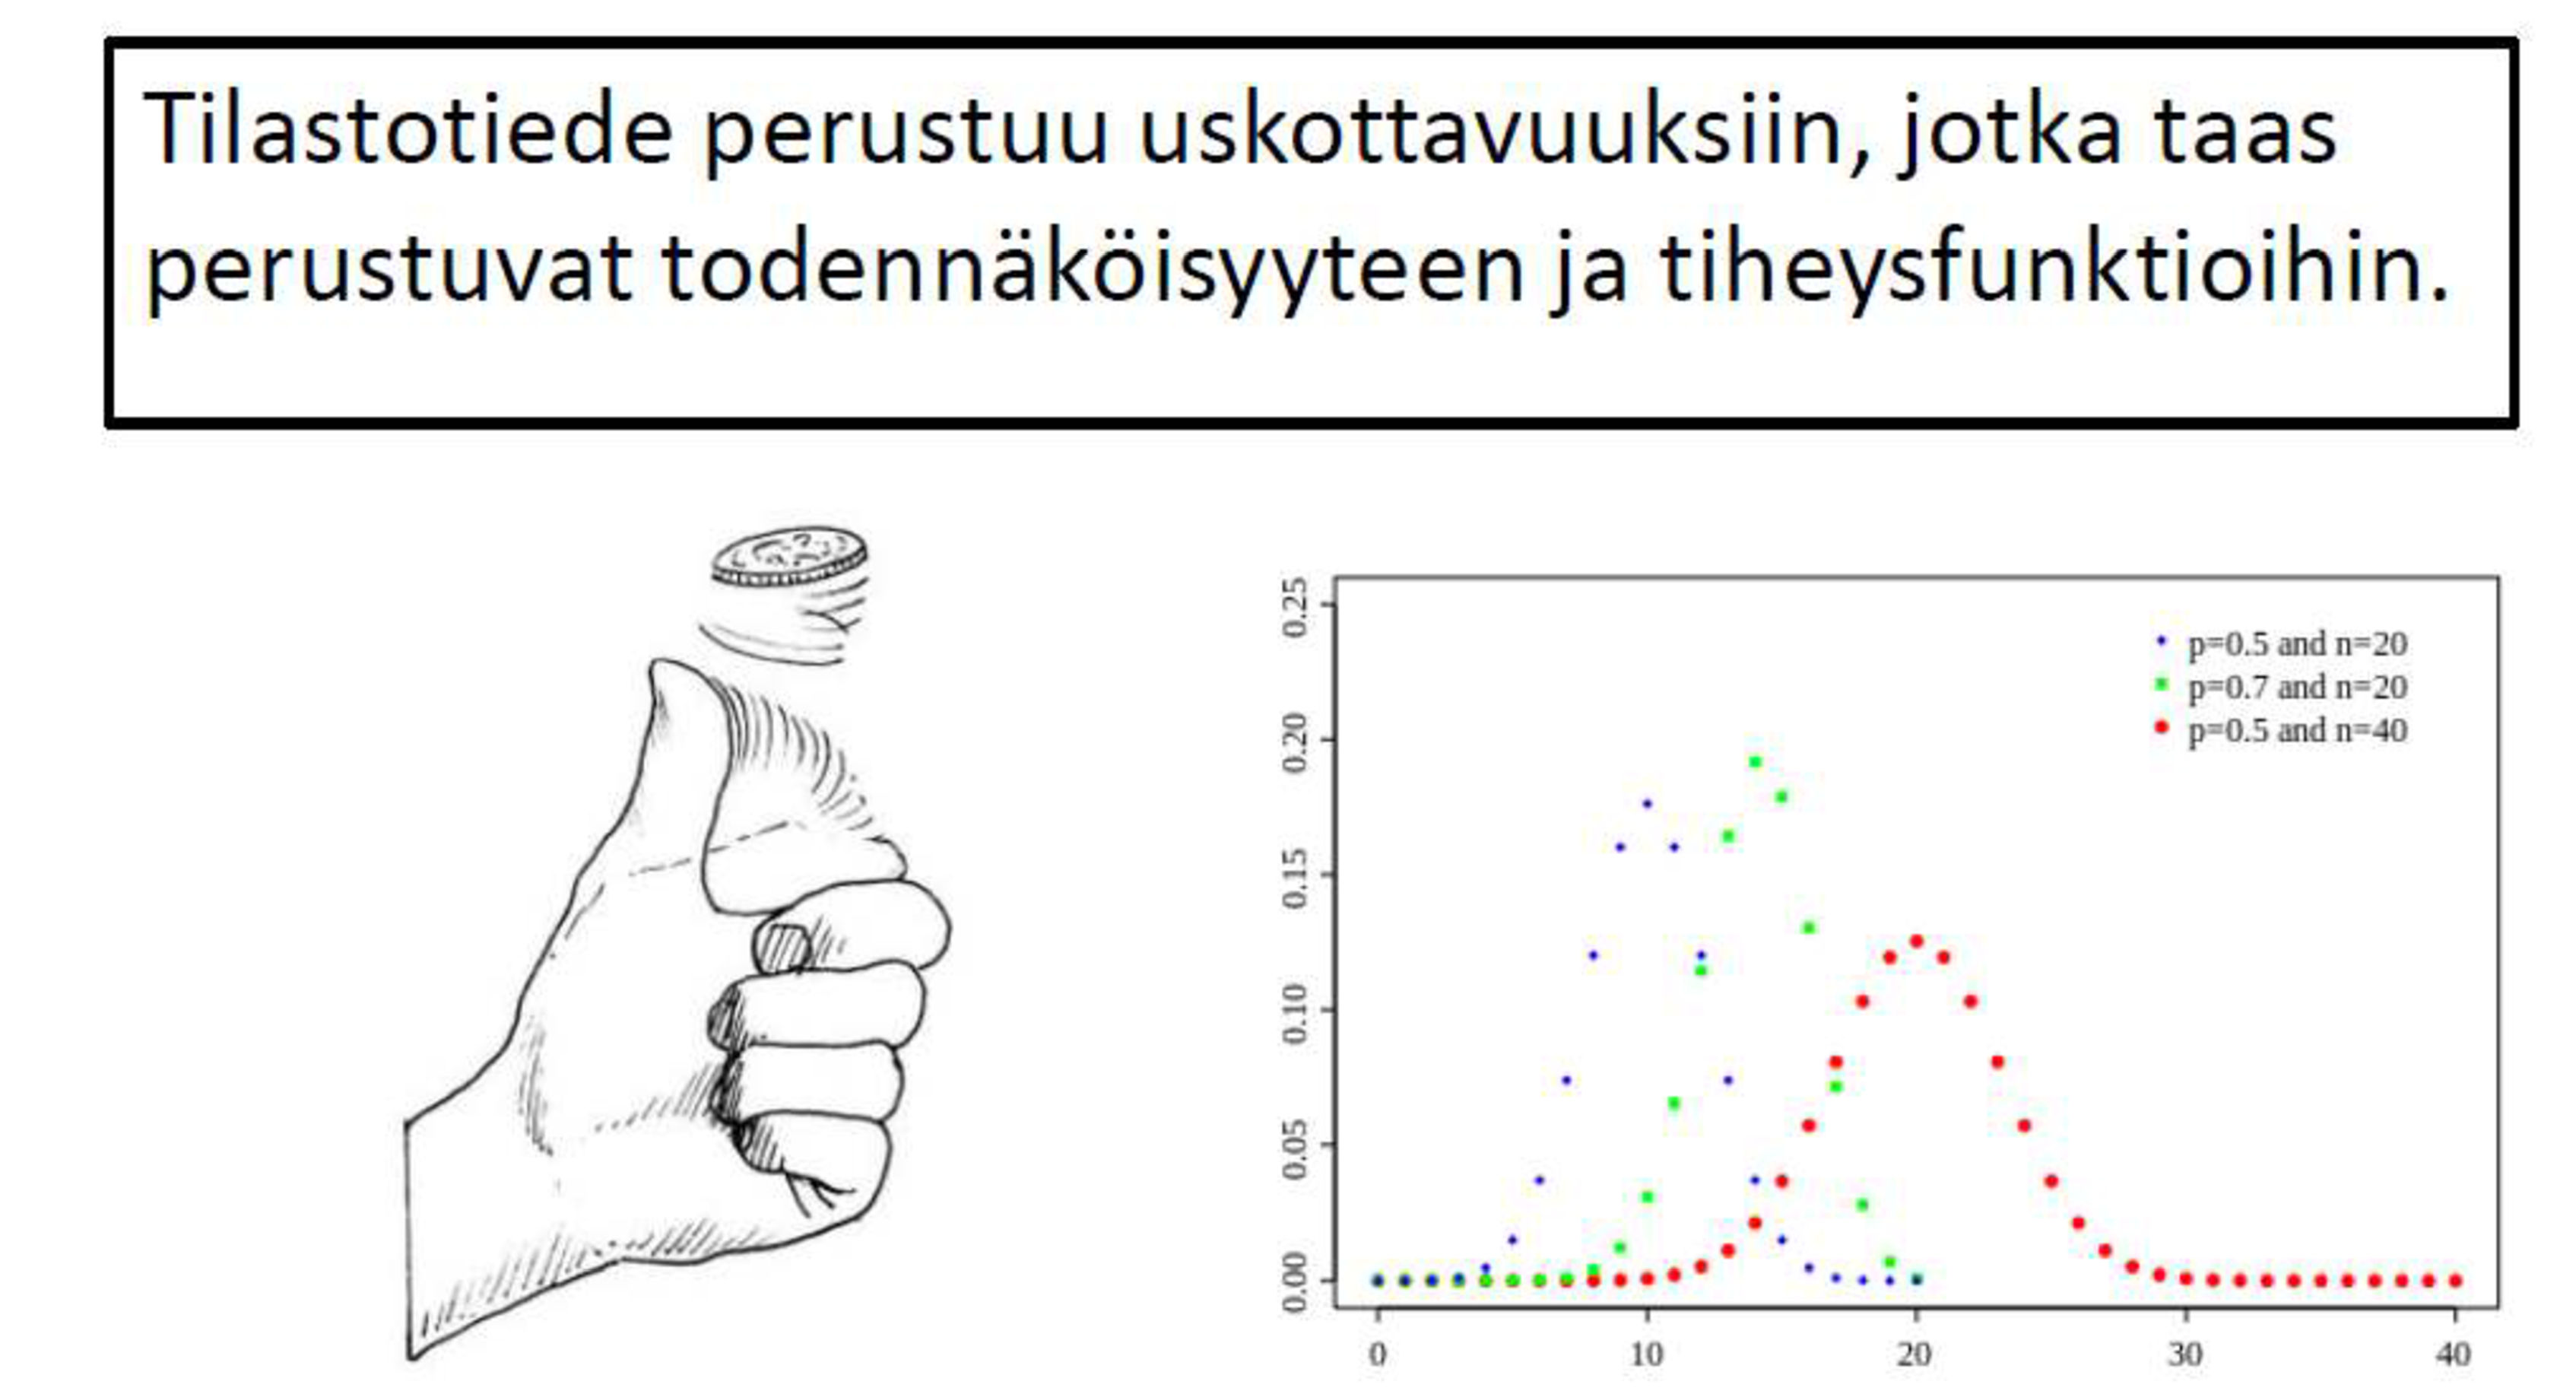 Tilastotiede perustuu uskottavuuksiin, jotka taas
perustuvat todennäköisyyteen ja tiheysfunktioihin.
0.25
0.20
0.15
0.10
0.05
0.00
p=0.5 and n=20
p=0.7 and n=20
p=0.5 and n=40
0 10 20 30 40